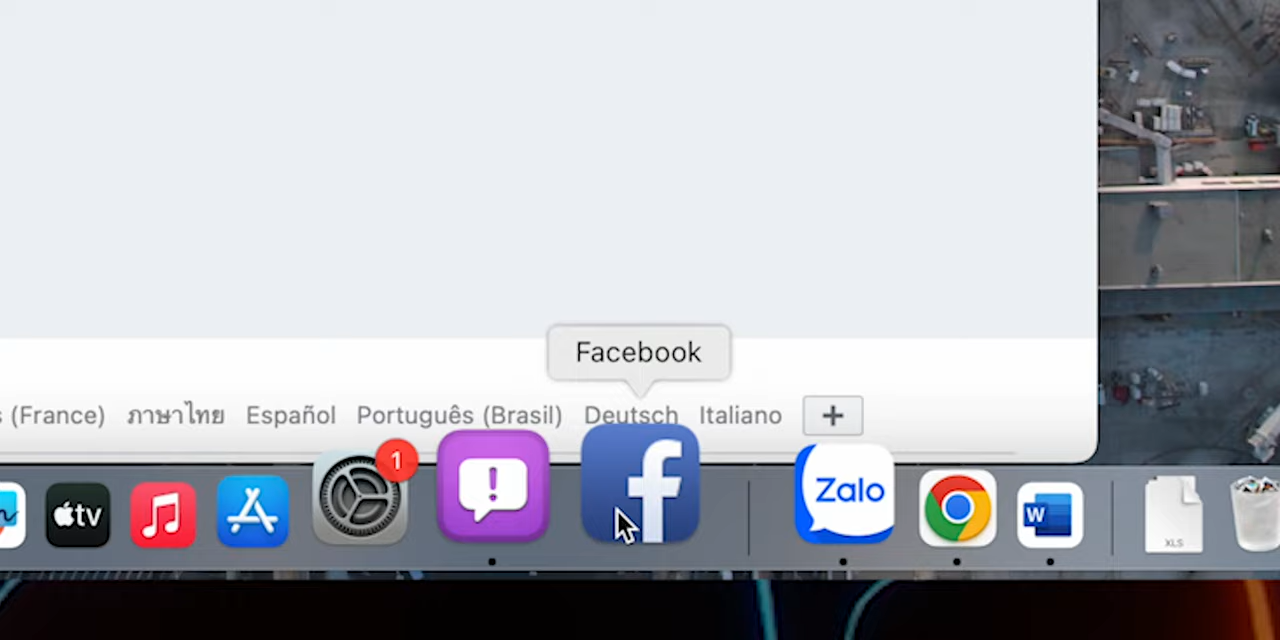 Facebook
s (France) ภาษาไทย Español Português (Brasil) Deutsch Italiano +
1
tv
!
f
Zalo
W
XLS